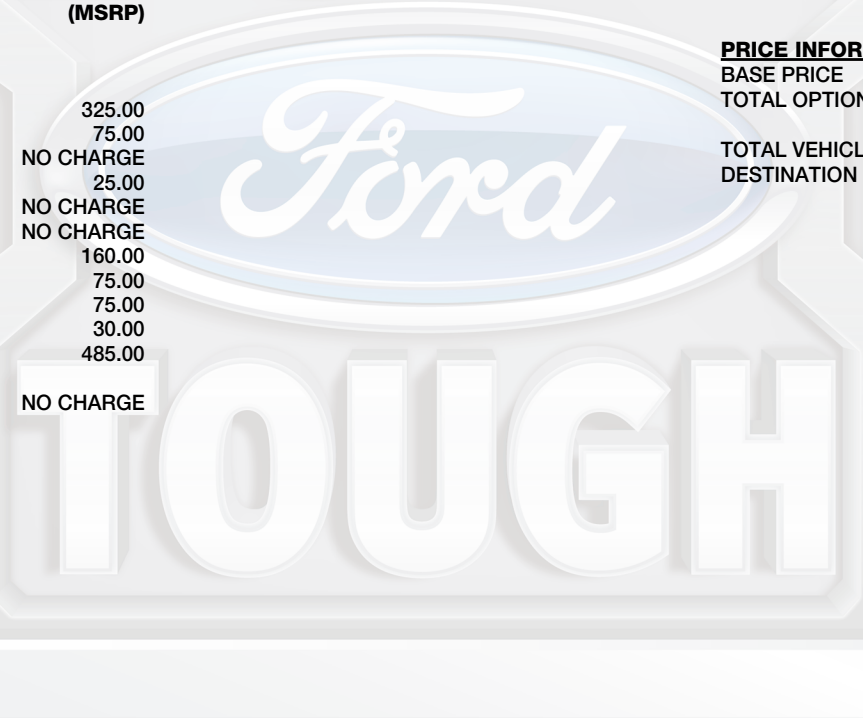 (MSRP)
325.00
75.00
NO CHARGE
25.00
NO CHARGE
NO CHARGE
160.00
75.00
75.00
30.00
485.00
NO CHARGE
PRICE INFOR
BASE PRICE
TOTAL OPTION
TOTAL VEHICL
DESTINATION
Ford
TOUGH